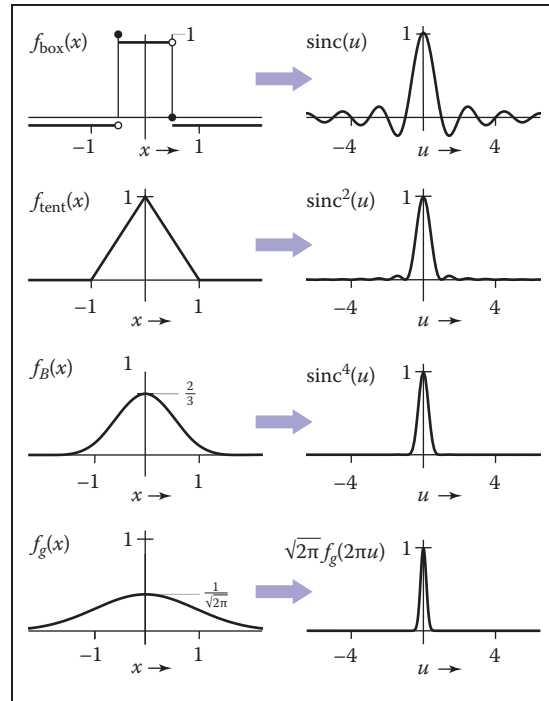 f_box(x) 1 sinc(u) 1
−1 1 −4 4
x → u →
f_tent(x) 1 sinc²(u) 1
−1 1 −4 4
x → u →
f_B(x) 1 2/3 sinc⁴(u) 1
−1 1 −4 4
x → u →
f_g(x) 1 1/√2π √2π f_g(2πu) 1
−1 1 −4 4
x → u →